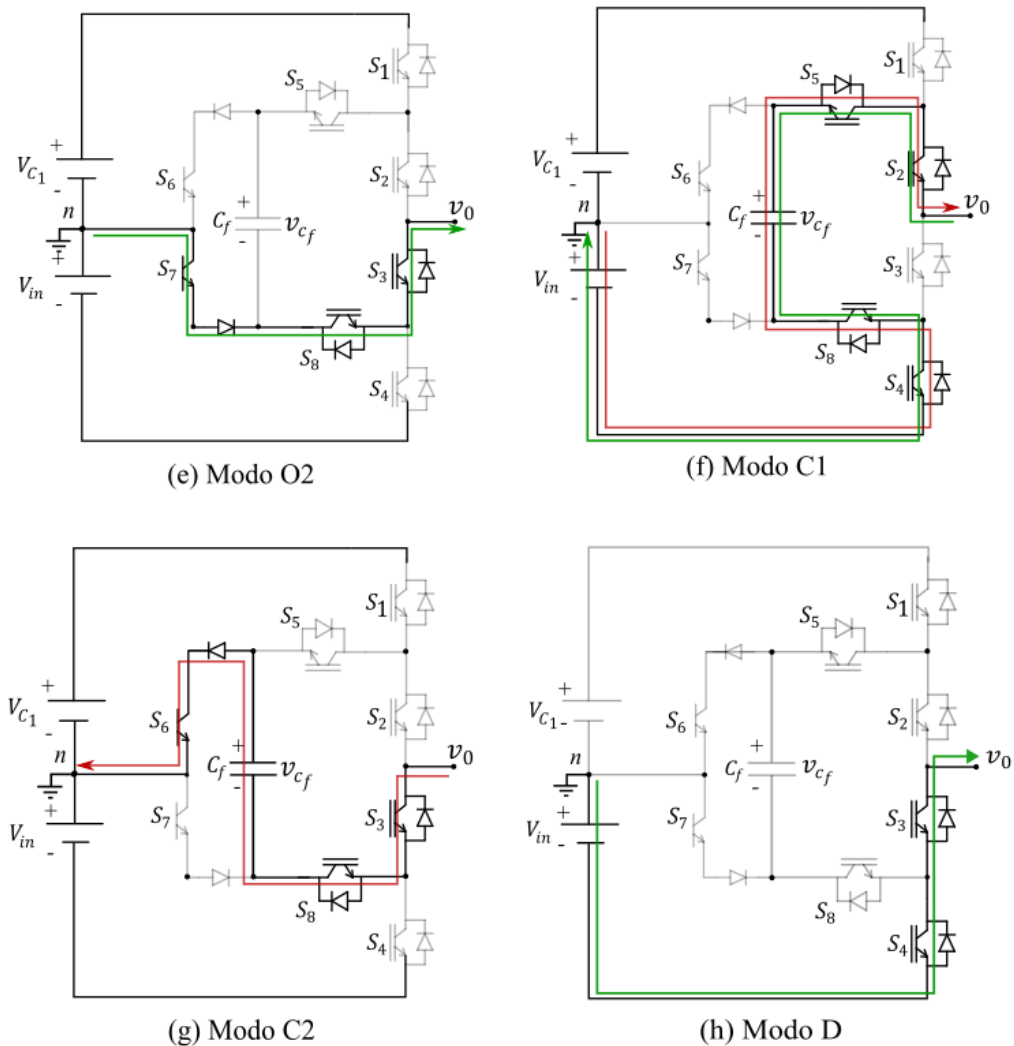 S1
S5
+
VC1
-
S6
S2
n
+
Cf
vcf
-
v0
+
Vin
-
S7
S3
S8
S4
(e) Modo O2
S1
S5
+
VC1
-
S6
S2
n
+
Cf
vcf
-
v0
+
Vin
-
S7
S3
S8
S4
(f) Modo C1
S1
S5
+
VC1
-
S6
S2
n
+
Cf
vcf
-
v0
+
Vin
-
S7
S3
S8
S4
(g) Modo C2
S1
S5
+
VC1
-
S6
S2
n
+
Cf
vcf
-
v0
+
Vin
-
S7
S3
S8
S4
(h) Modo D